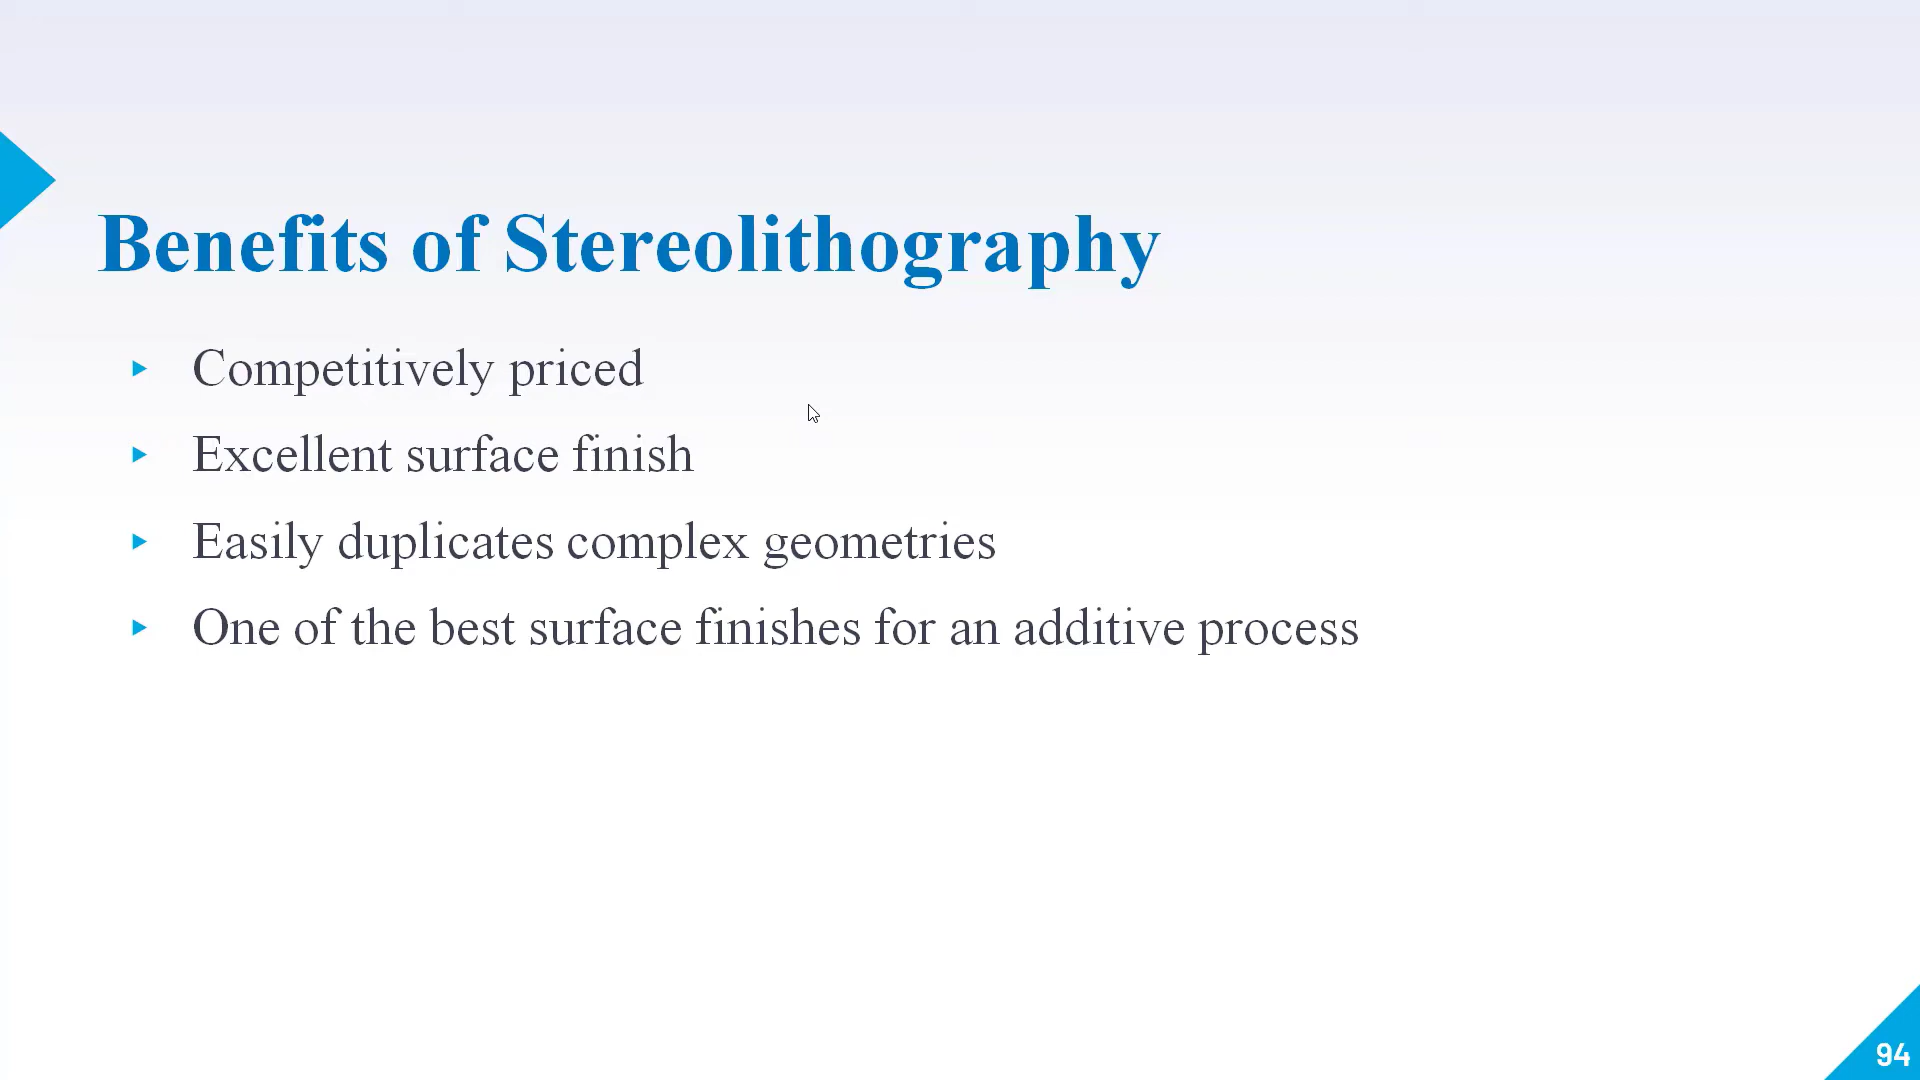 Benefits of Stereolithography
Competitively priced
Excellent surface finish
Easily duplicates complex geometries
One of the best surface finishes for an additive process
94